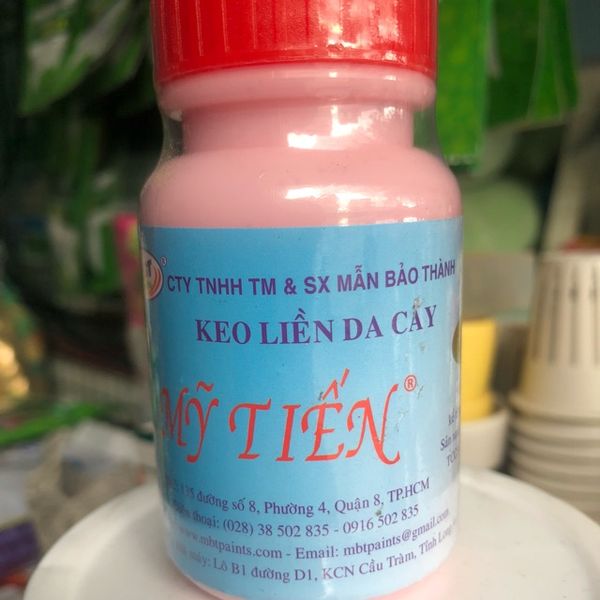 CTY TNHH TM & SX MẪN BẢO THÀNH
KEO LIỀN DA CÂY
MỸ TIẾN ®
135 đường số 8, Phường 4, Quận 8, TP.HCM
thoại: (028) 38 502 835 - 0916 502 835
www.mbtpaints.com - Email: mbtpaints@gmail.com
máy: Lô B1 đường D1, KCN Cầu Tràm, Tỉnh Long